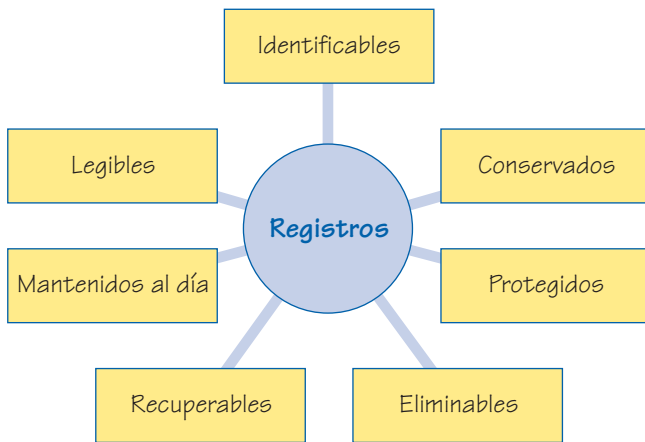 Identificables
Legibles
Conservados
Registros
Mantenidos al día
Protegidos
Recuperables
Eliminables